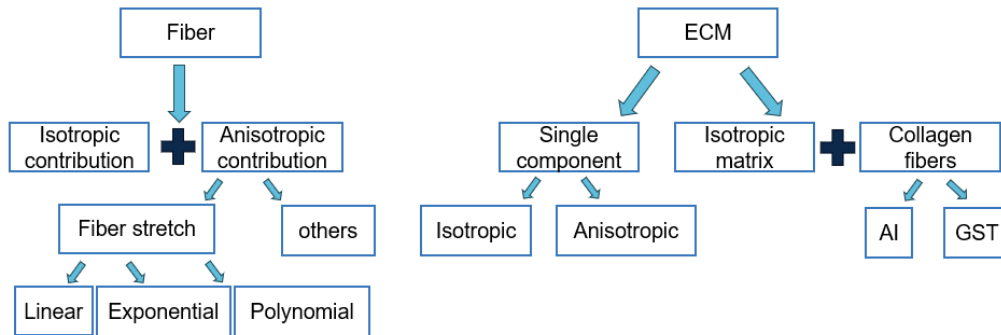 Fiber
ECM
Isotropic
contribution
Anisotropic
contribution
Single
component
Isotropic
matrix
Collagen
fibers
Fiber stretch
others
Isotropic
Anisotropic
AI
GST
Linear
Exponential
Polynomial